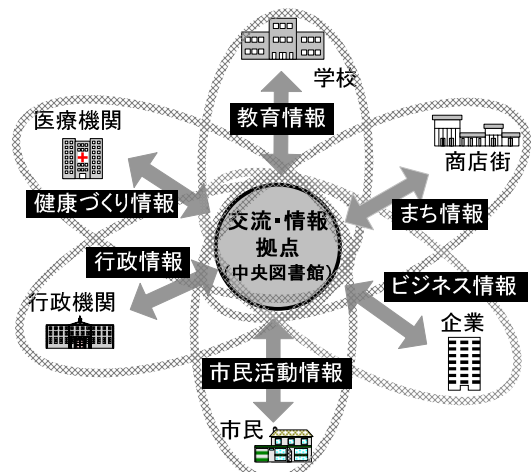 学校
教育情報
医療機関
商店街
健康づくり情報
まち情報
交流・情報
拠点
(中央図書館)
行政情報
ビジネス情報
行政機関
企業
市民活動情報
市民